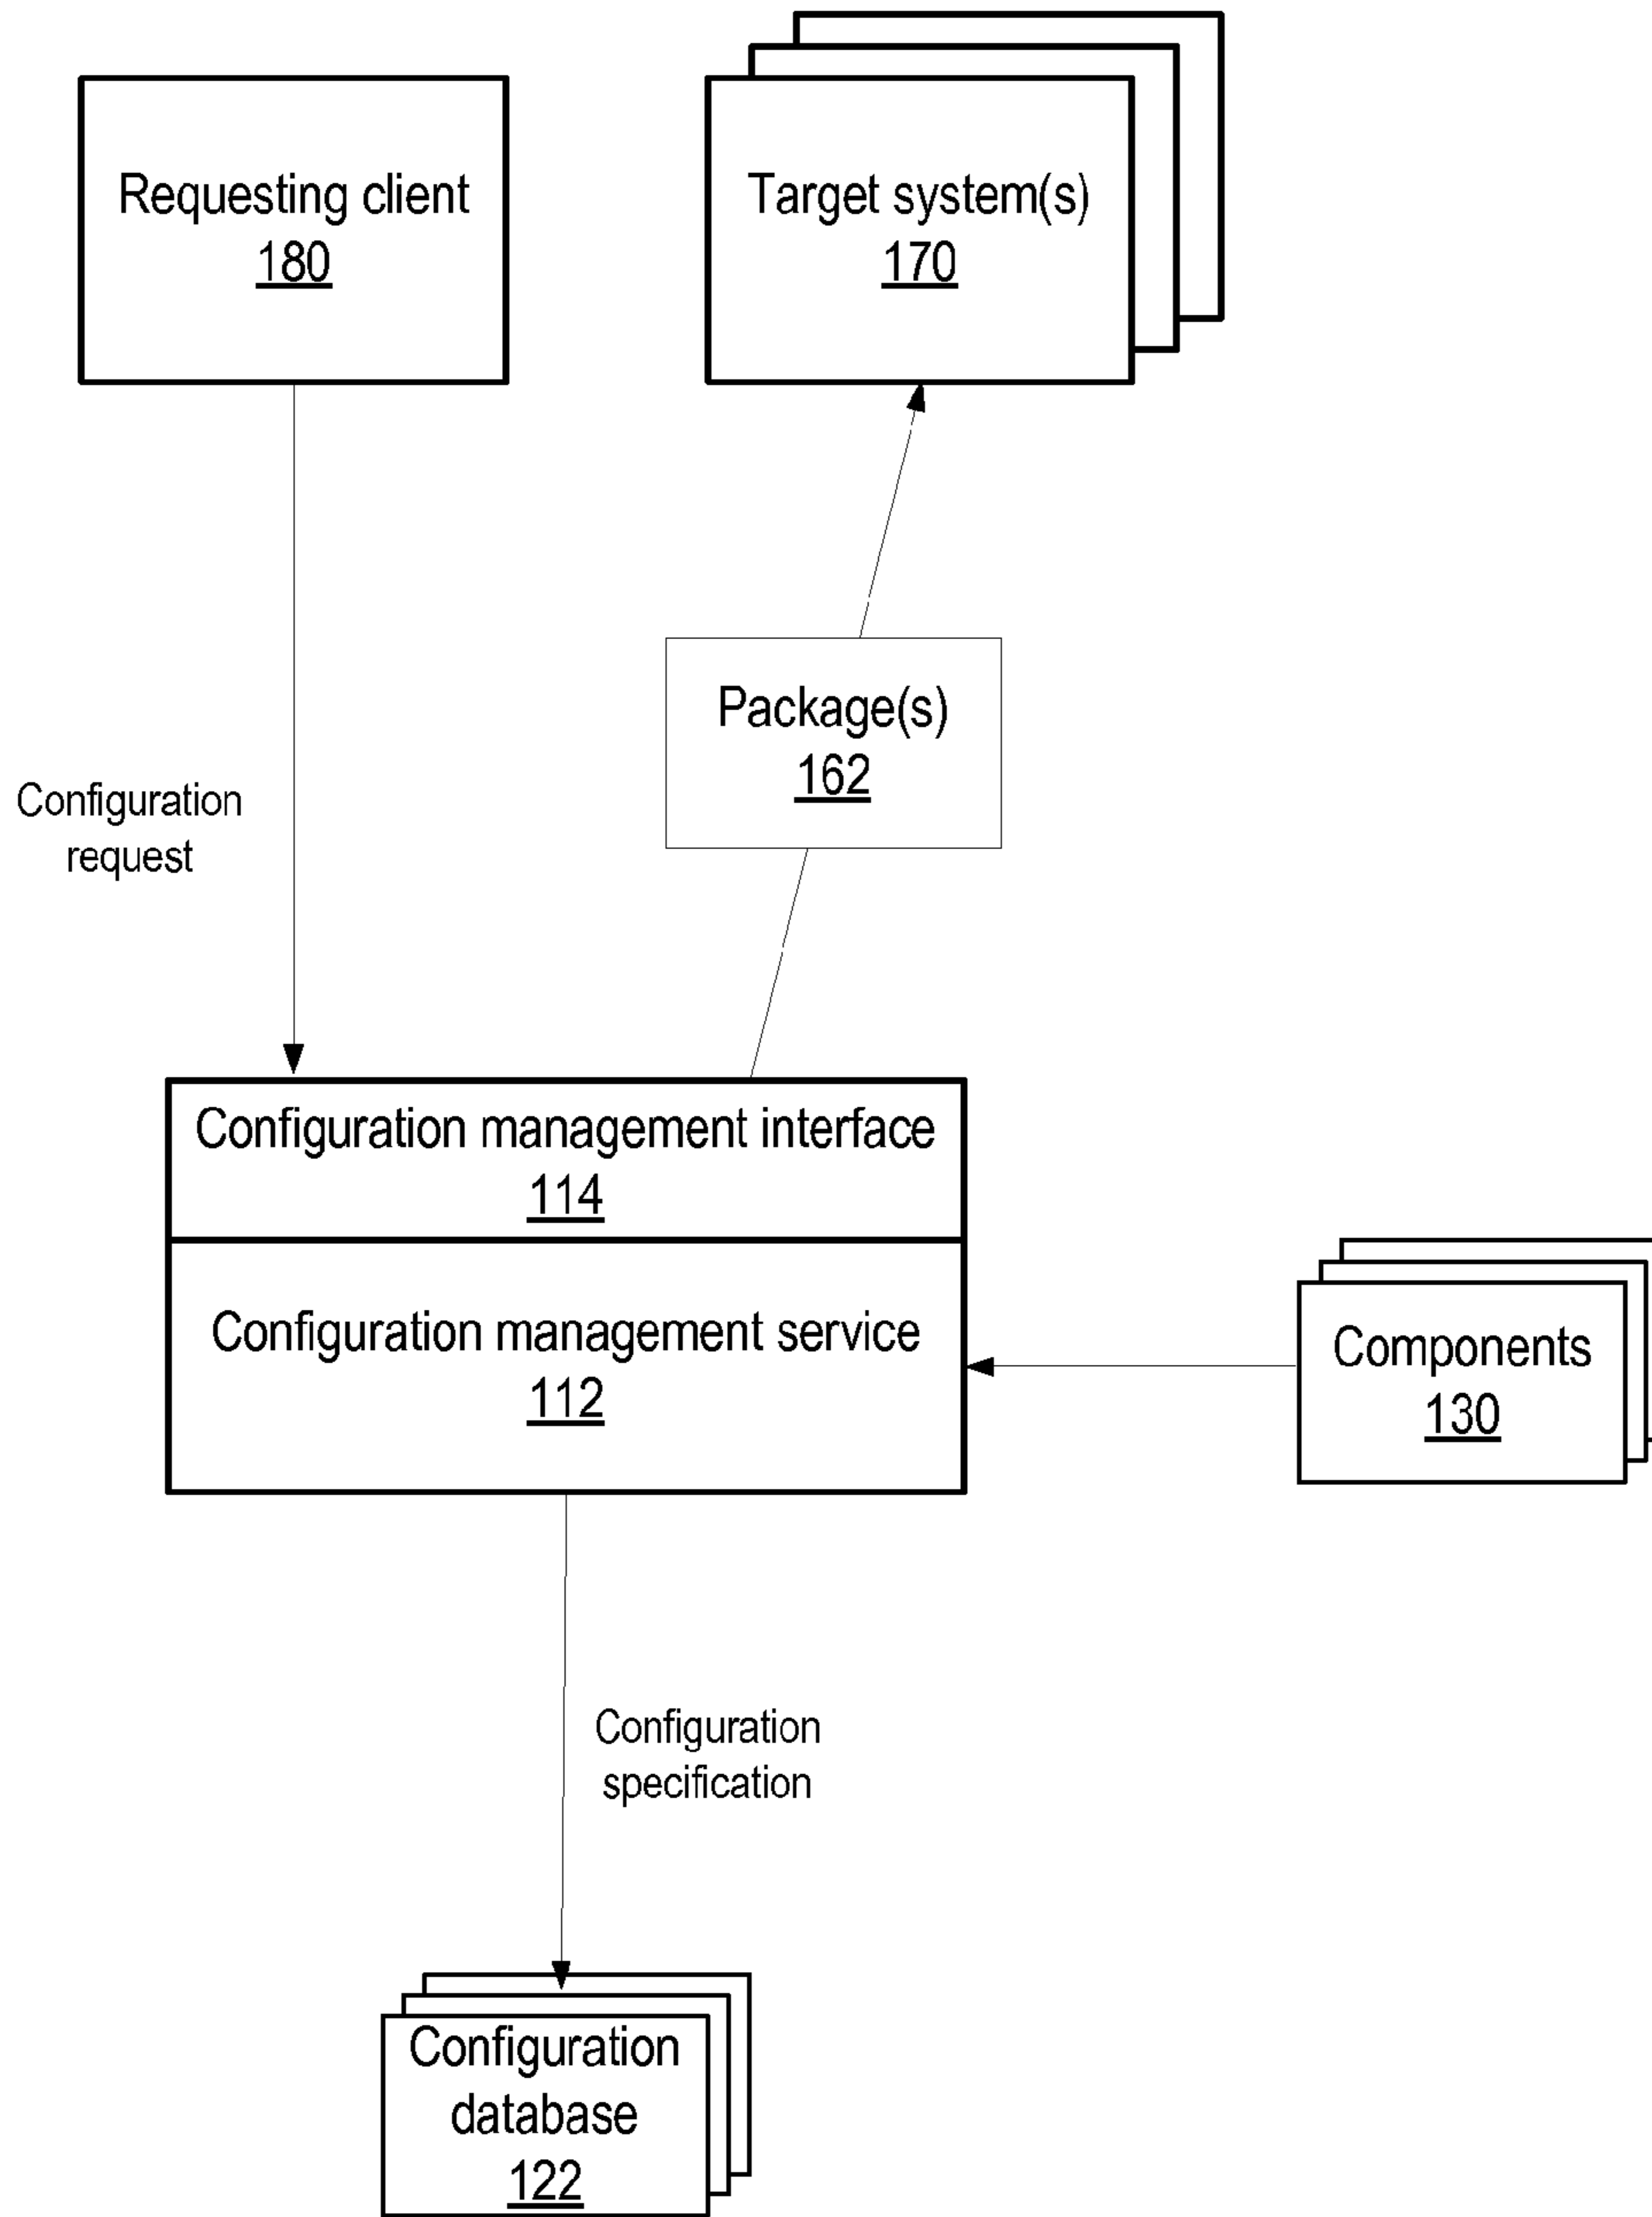 Requesting client
180
Target system(s)
170
Package(s)
162
Configuration
request
Configuration management interface
114
Configuration management service
112
Components
130
Configuration
specification
Configuration
database
122